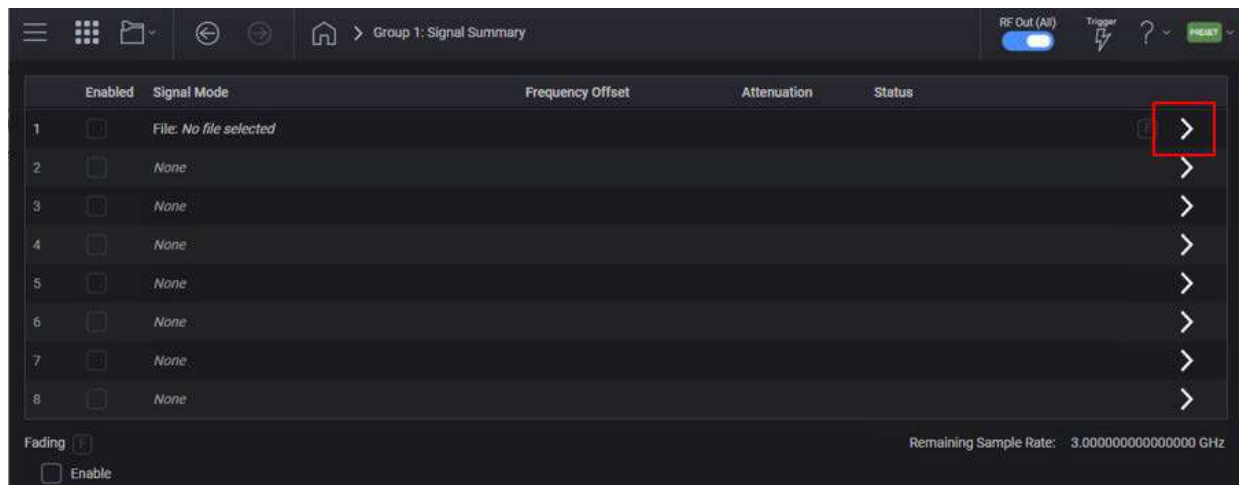 Group 1: Signal Summary
RF Out (All)
Trigger
?
PRESET
Enabled Signal Mode Frequency Offset Attenuation Status
1 File: No file selected F
2 None
3 None
4 None
5 None
6 None
7 None
8 None
Fading F
Remaining Sample Rate: 3.000000000000000 GHz
Enable